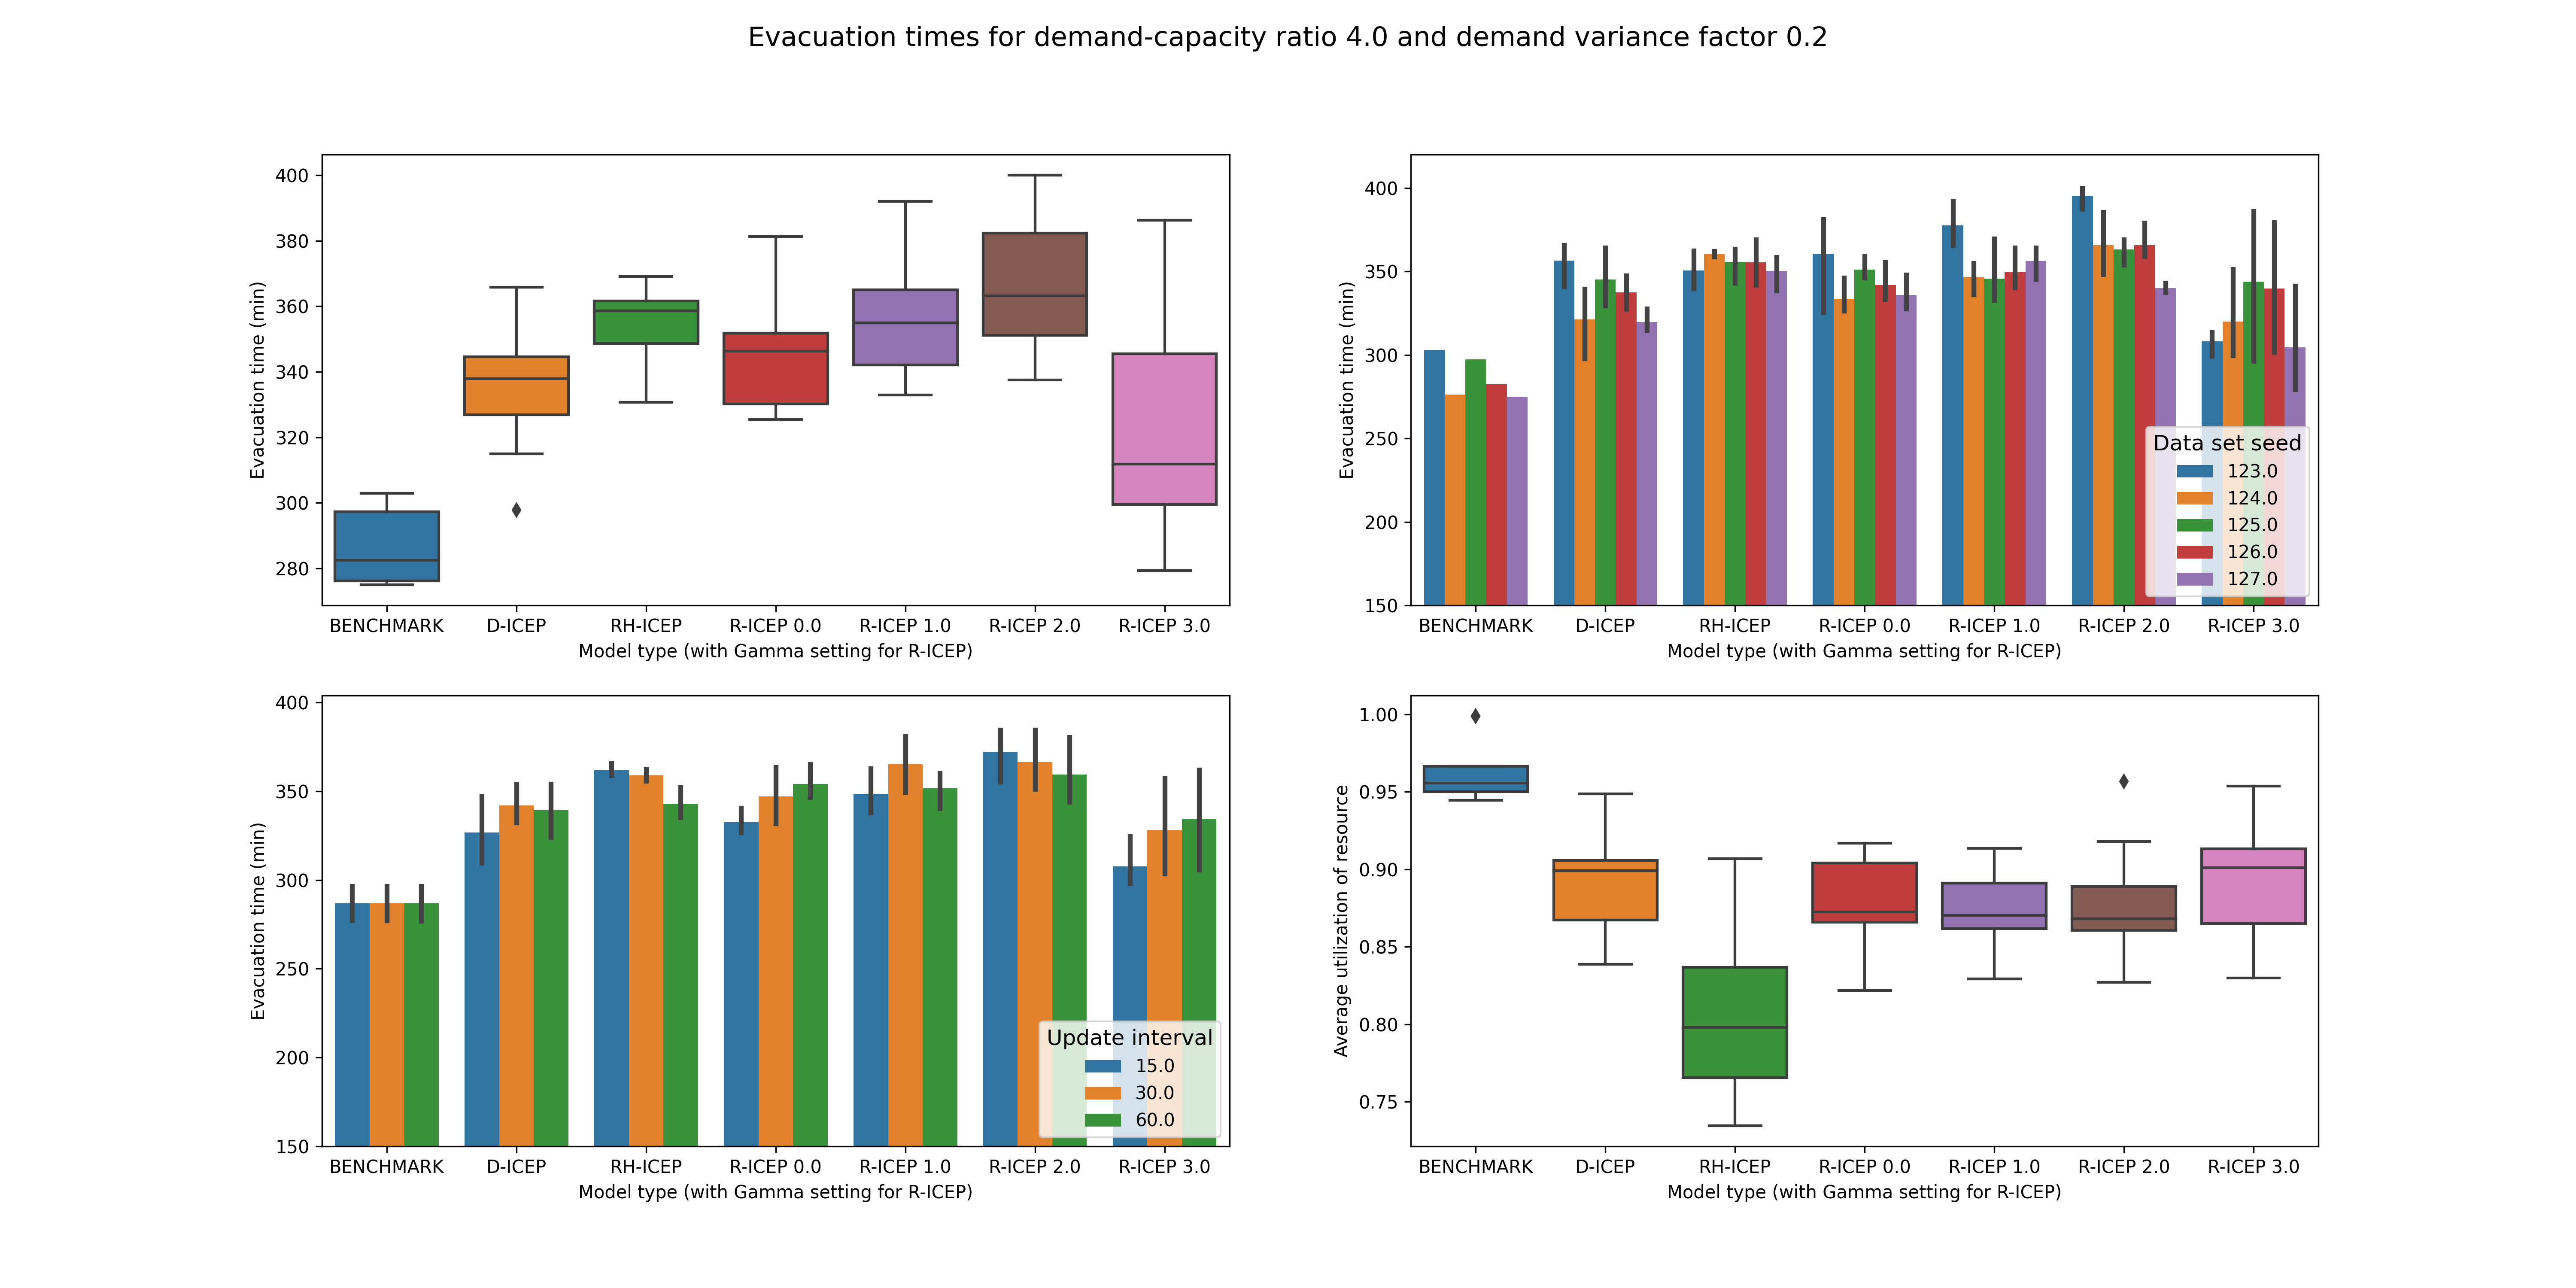 Evacuation times for demand-capacity ratio 4.0 and demand variance factor 0.2
400
380
360
340
320
300
280
Evacuation time (min)
BENCHMARK D-ICEP RH-ICEP R-ICEP 0.0 R-ICEP 1.0 R-ICEP 2.0 R-ICEP 3.0
Model type (with Gamma setting for R-ICEP)
400
350
300
250
200
150
Evacuation time (min)
Data set seed
123.0
124.0
125.0
126.0
127.0
BENCHMARK D-ICEP RH-ICEP R-ICEP 0.0 R-ICEP 1.0 R-ICEP 2.0 R-ICEP 3.0
Model type (with Gamma setting for R-ICEP)
400
350
300
250
200
150
Evacuation time (min)
Update interval
15.0
30.0
60.0
BENCHMARK D-ICEP RH-ICEP R-ICEP 0.0 R-ICEP 1.0 R-ICEP 2.0 R-ICEP 3.0
Model type (with Gamma setting for R-ICEP)
1.00
0.95
0.90
0.85
0.80
0.75
Average utilization of resource
BENCHMARK D-ICEP RH-ICEP R-ICEP 0.0 R-ICEP 1.0 R-ICEP 2.0 R-ICEP 3.0
Model type (with Gamma setting for R-ICEP)